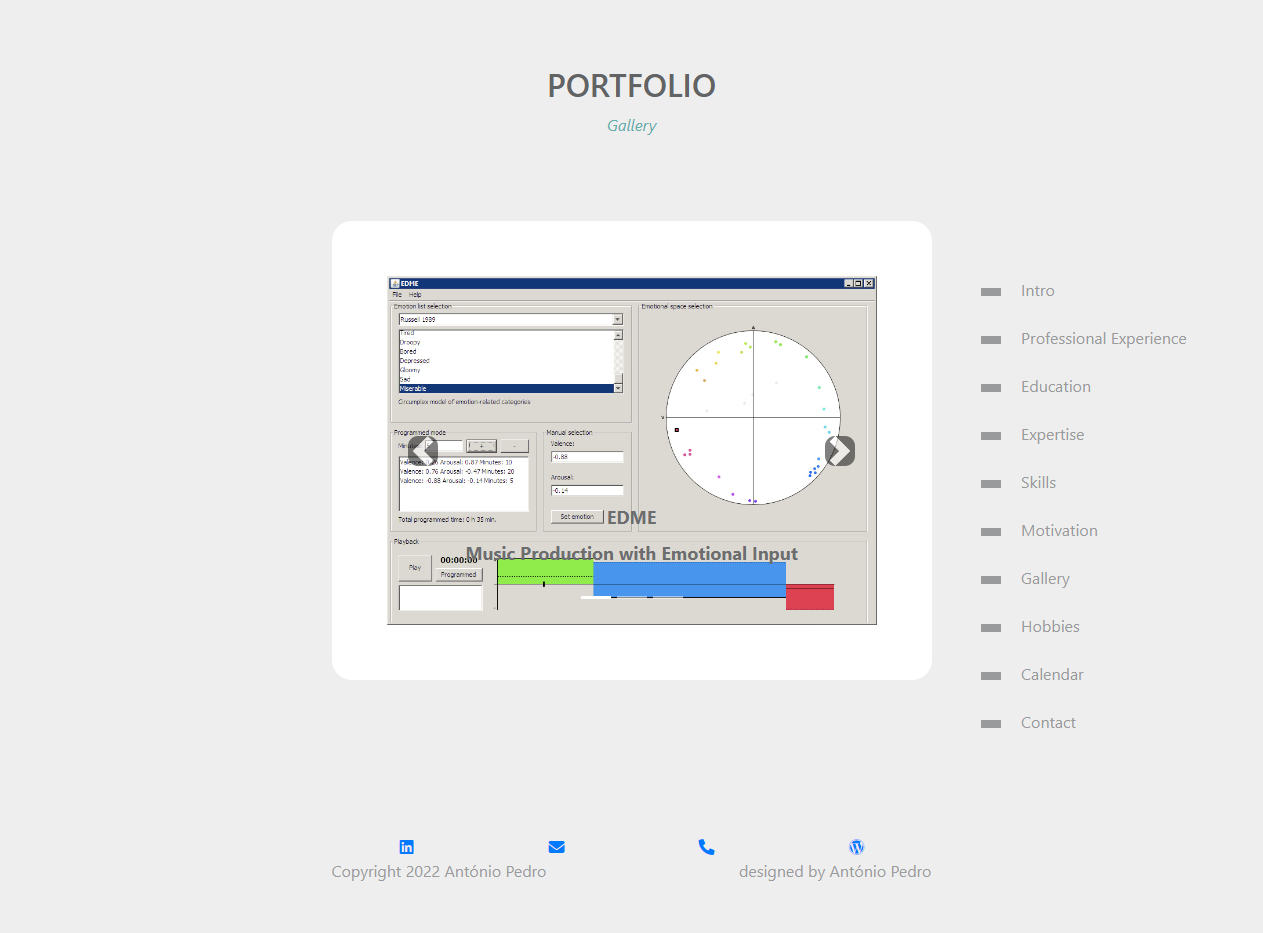 PORTFOLIO
Gallery
EDME
File Help
Emotion list selection
Russell 1989
Tired
Droopy
Bored
Depressed
Gloomy
Sad
Miserable
Circumplex model of emotion-related categories
Emotional space selection
A
V
Programmed mode
+ -
Arousal: 0.87 Minutes: 10
Valence: 0.76 Arousal: -0.47 Minutes: 20
Valence: -0.88 Arousal: -0.14 Minutes: 5
Total programmed time: 0 h 35 min.
Manual selection
Valence:
-0.88
Arousal:
-0.14
Set emotion
EDME
Music Production with Emotional Input
Playback
Play
00:00:00
Programmed
Intro
Professional Experience
Education
Expertise
Skills
Motivation
Gallery
Hobbies
Calendar
Contact
Copyright 2022 António Pedro
designed by António Pedro